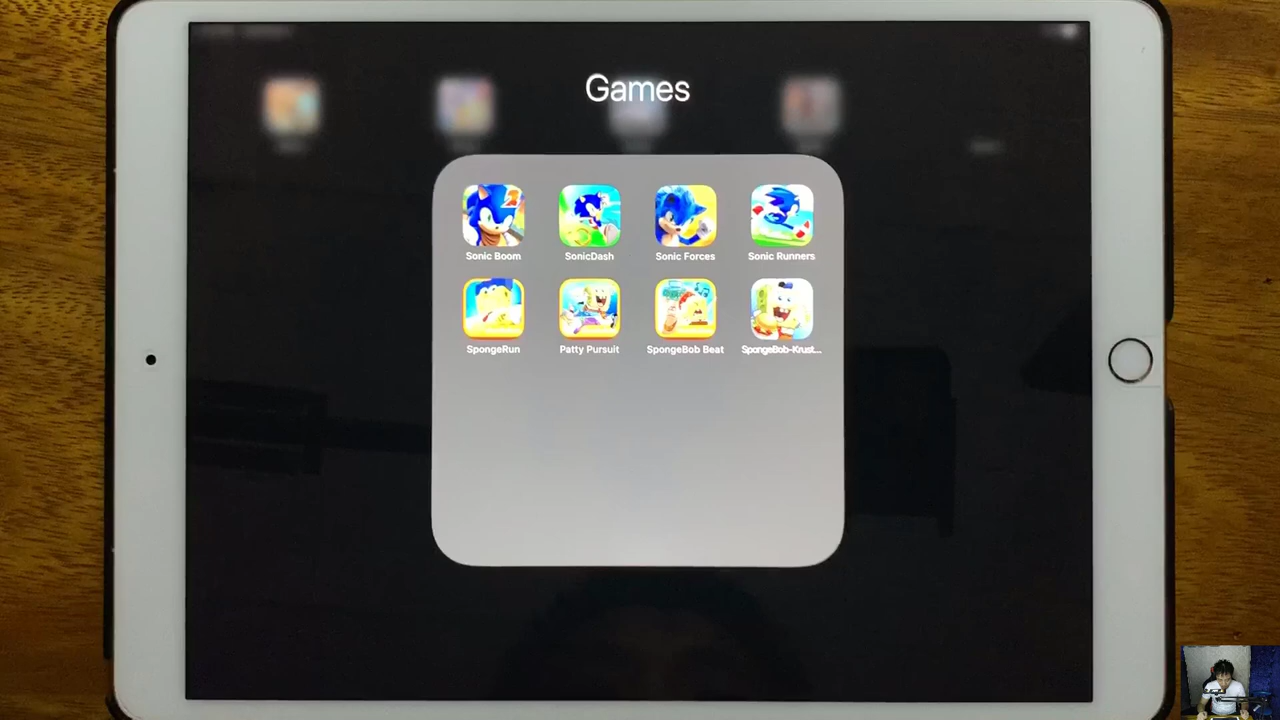 Games
Sonic Boom
SonicDash
Sonic Forces
Sonic Runners
SpongeRun
Patty Pursuit
SpongeBob Beat
SpongeBob-Krust...